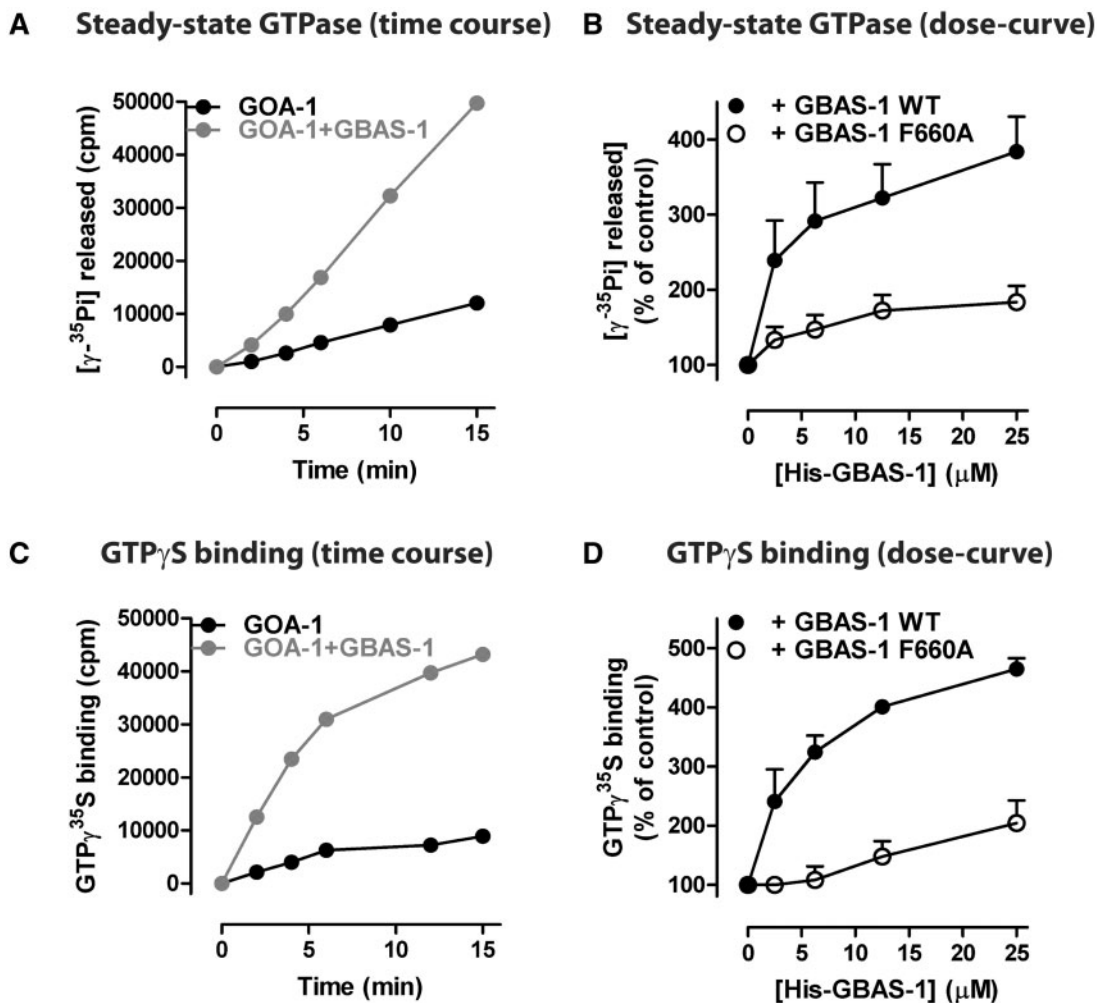 A Steady-state GTPase (time course)
[γ-³⁵Pi] released (cpm)
50000
40000
30000
20000
10000
0
GOA-1
GOA-1+GBAS-1
0 5 10 15
Time (min)
B Steady-state GTPase (dose-curve)
[γ-³⁵Pi] released]
(% of control)
400
300
200
100
+ GBAS-1 WT
+ GBAS-1 F660A
0 5 10 15 20 25
[His-GBAS-1] (μM)
C GTPγS binding (time course)
GTPγ³⁵S binding (cpm)
50000
40000
30000
20000
10000
0
GOA-1
GOA-1+GBAS-1
0 5 10 15
Time (min)
D GTPγS binding (dose-curve)
GTPγ³⁵S binding
(% of control)
500
400
300
200
100
+ GBAS-1 WT
+ GBAS-1 F660A
0 5 10 15 20 25
[His-GBAS-1] (μM)